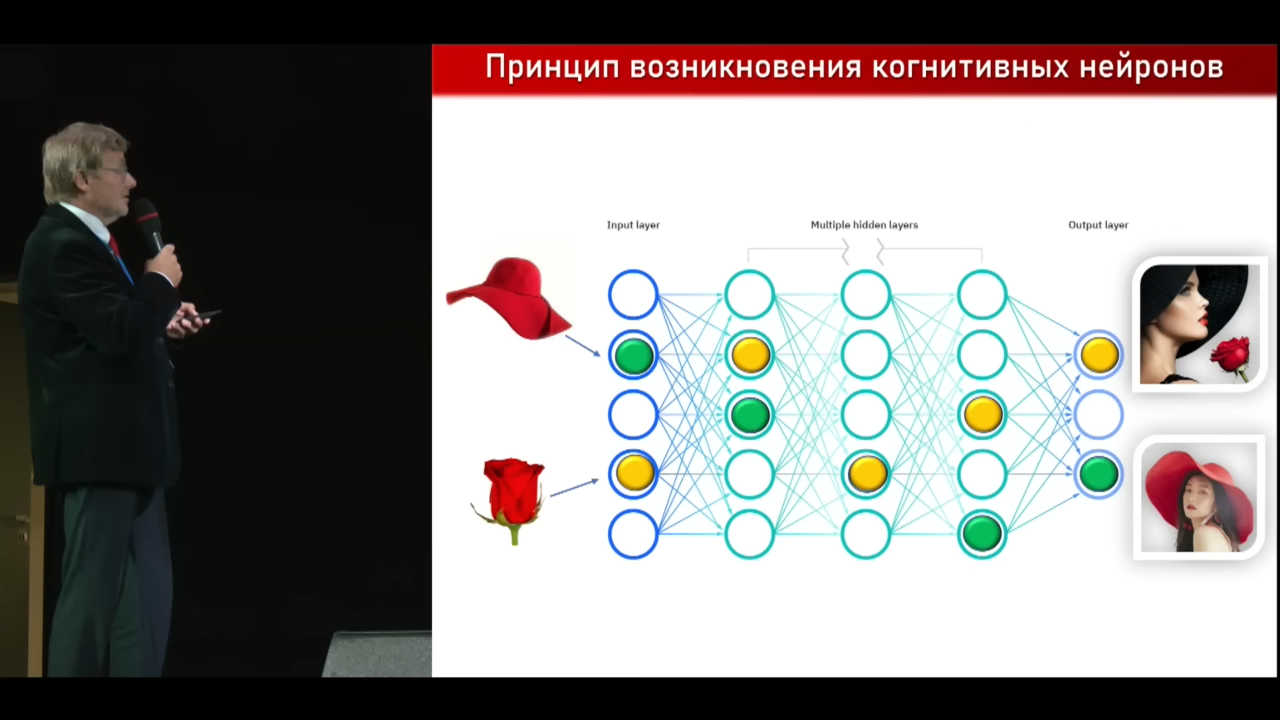 Принцип возникновения когнитивных нейронов
Input layer
Multiple hidden layers
Output layer